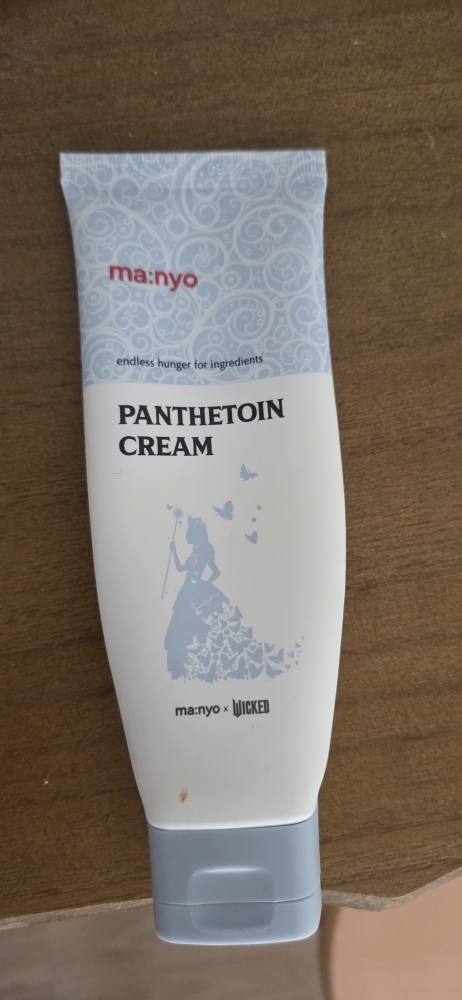 ma:nyo
endless hunger for ingredients
PANTHETOIN
CREAM
ma:nyo x WICKED